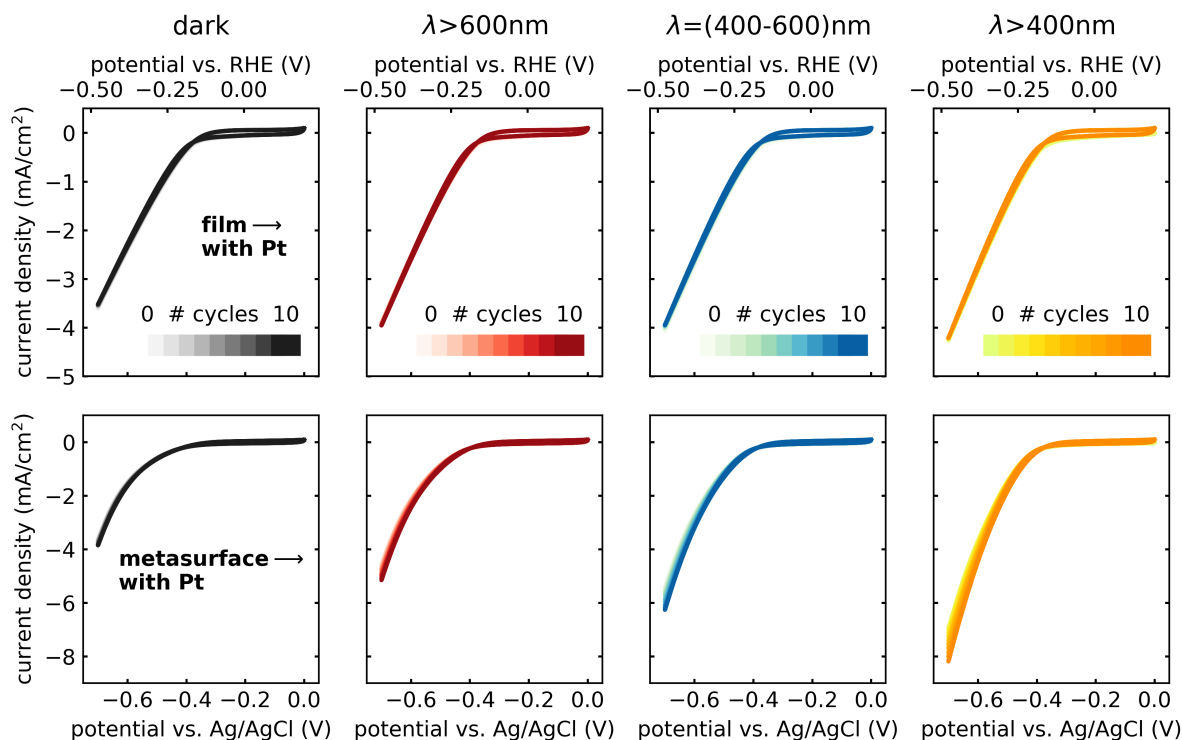 dark λ>600nm λ=(400-600)nm λ>400nm
potential vs. RHE (V) potential vs. RHE (V) potential vs. RHE (V) potential vs. RHE (V)
−0.50 −0.25 0.00 −0.50 −0.25 0.00 −0.50 −0.25 0.00 −0.50 −0.25 0.00
current density (mA/cm²)
0
−1
−2
−3
−4
−5
film ⟶
with Pt
0 # cycles 10 0 # cycles 10 0 # cycles 10 0 # cycles 10
current density (mA/cm²)
0
−2
−4
−6
−8
metasurface ⟶
with Pt
−0.6 −0.4 −0.2 0.0 −0.6 −0.4 −0.2 0.0 −0.6 −0.4 −0.2 0.0 −0.6 −0.4 −0.2 0.0
potential vs. Ag/AgCl (V) potential vs. Ag/AgCl (V) potential vs. Ag/AgCl (V) potential vs. Ag/AgCl (V)